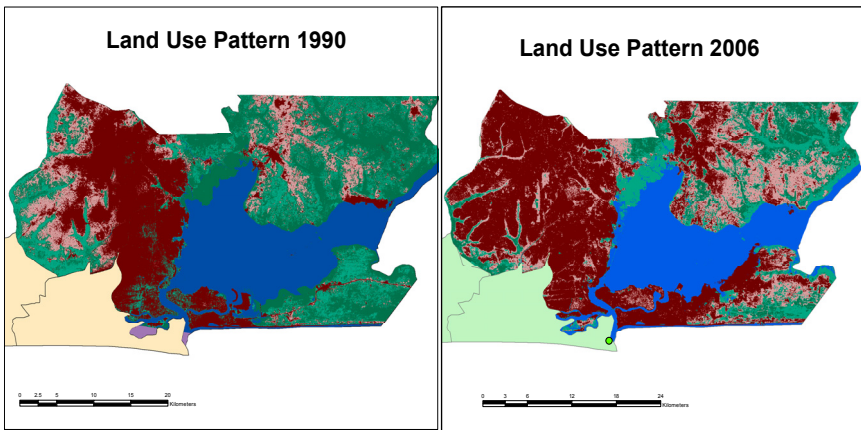 Land Use Pattern 1990
0 2.5 5 10 15 20
Kilometers
Land Use Pattern 2006
0 3 6 12 18 24
Kilometers